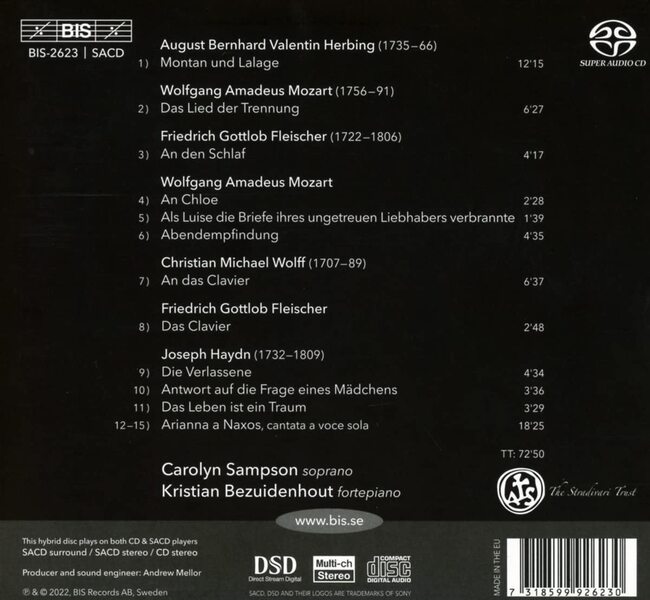 BIS
BIS-2623 | SACD
SUPER AUDIO CD
August Bernhard Valentin Herbing (1735–66)
1) Montan und Lalage 12'15
Wolfgang Amadeus Mozart (1756–91)
2) Das Lied der Trennung 6'27
Friedrich Gottlob Fleischer (1722–1806)
3) An den Schlaf 4'17
Wolfgang Amadeus Mozart
4) An Chloe 2'28
5) Als Luise die Briefe ihres ungetreuen Liebhabers verbrannte 1'39
6) Abendempfindung 4'35
Christian Michael Wolff (1707–89)
7) An das Clavier 6'37
Friedrich Gottlob Fleischer
8) Das Clavier 2'48
Joseph Haydn (1732–1809)
9) Die Verlassene 4'34
10) Antwort auf die Frage eines Mädchens 3'36
11) Das Leben ist ein Traum 3'29
12–15) Arianna a Naxos, cantata a voce sola 18'25
TT: 72'50
Carolyn Sampson soprano
Kristian Bezuidenhout fortepiano
The Stradivari Trust
www.bis.se
This hybrid disc plays on both CD & SACD players
SACD surround / SACD stereo / CD stereo
Producer and sound engineer: Andrew Mellor
℗ & © 2022, BIS Records AB, Sweden
DSD
Direct Stream Digital
Multi-ch
Stereo
COMPACT
disc
DIGITAL AUDIO
SACD, DSD AND THEIR LOGOS ARE TRADEMARKS OF SONY
MADE IN THE EU
7 318599 926230